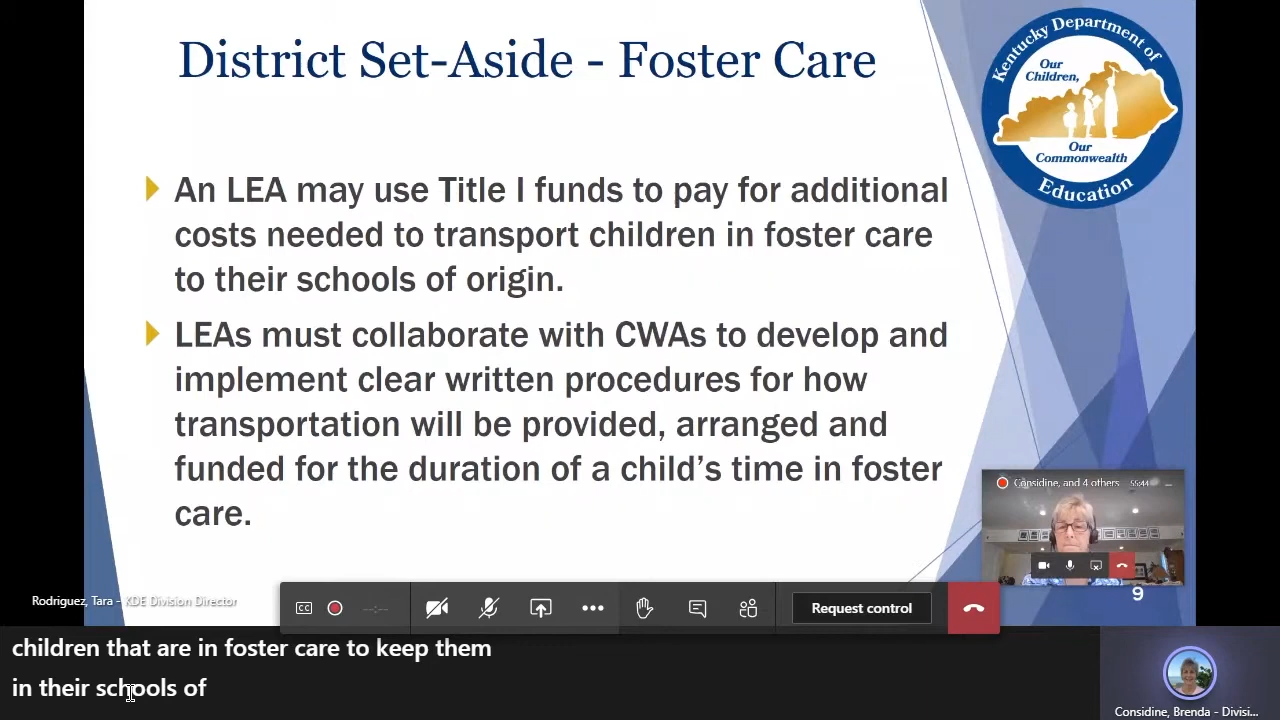 District Set-Aside - Foster Care
Kentucky Department of
Our
Children,
Our
Commonwealth
Education
An LEA may use Title I funds to pay for additional
costs needed to transport children in foster care
to their schools of origin.
LEAs must collaborate with CWAs to develop and
implement clear written procedures for how
transportation will be provided, arranged and
funded for the duration of a child’s time in foster
care.
Considine, and 4 others 55:44
9
Rodriguez, Tara - KDE Division Director
CC
--:--
Request control
children that are in foster care to keep them
in their schools of
Considine, Brenda - Divisi...